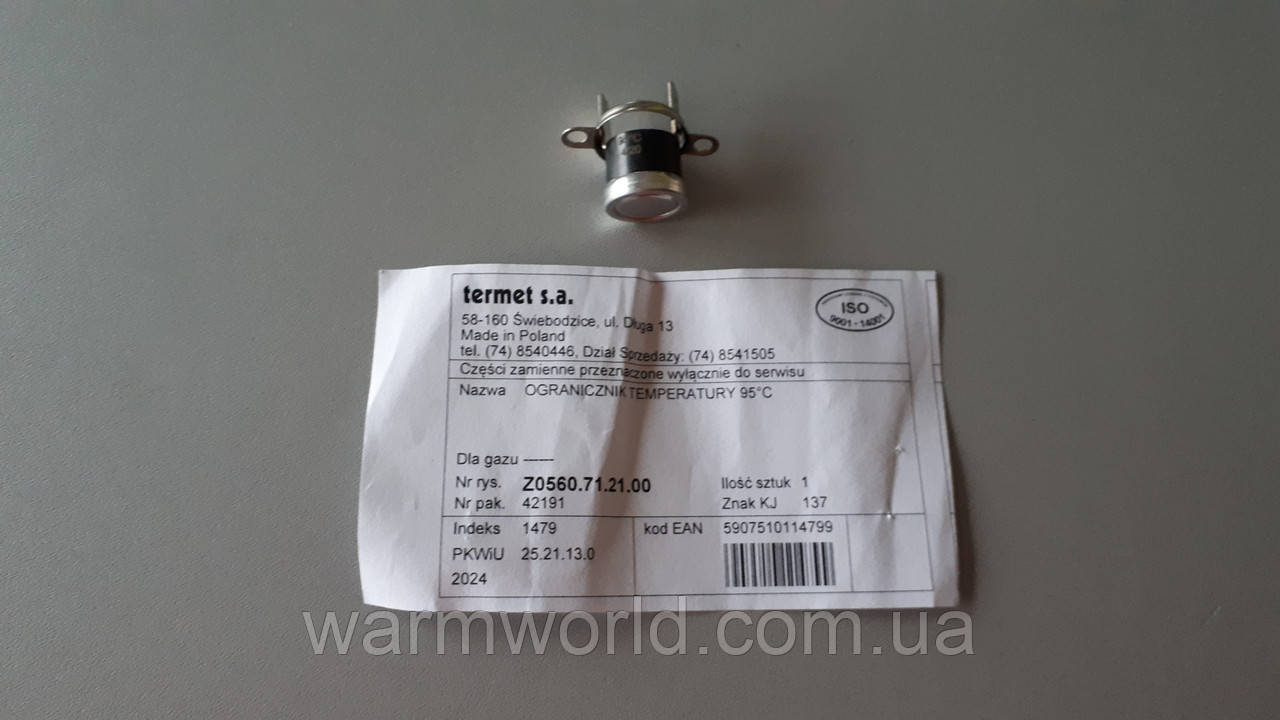 420
termet s.a.
58-160 Świebodzice, ul. Długa 13
Made in Poland
tel. (74) 8540446, Dział Sprzedaży: (74) 8541505
Części zamienne przeznaczone wyłącznie do serwisu
ISO
9001 - 14001
Nazwa OGRANICZNIK TEMPERATURY 95°C
Dla gazu ------
Nr rys. Z0560.71.21.00 Ilość sztuk 1
Nr pak. 42191 Znak KJ 137
Indeks 1479 kod EAN 5907510114799
PKWiU 25.21.13.0
2024
warmworld.com.ua